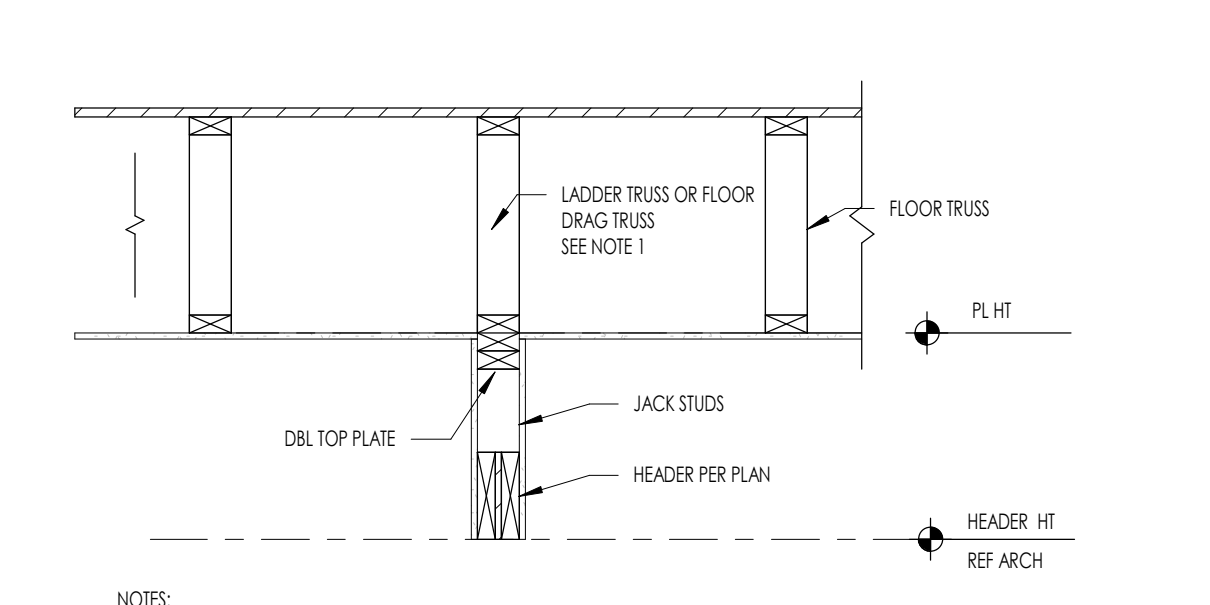 LADDER TRUSS OR FLOOR
DRAG TRUSS
SEE NOTE 1
FLOOR TRUSS
PL HT
JACK STUDS
DBL TOP PLATE
HEADER PER PLAN
HEADER HT
REF ARCH
NOTES: